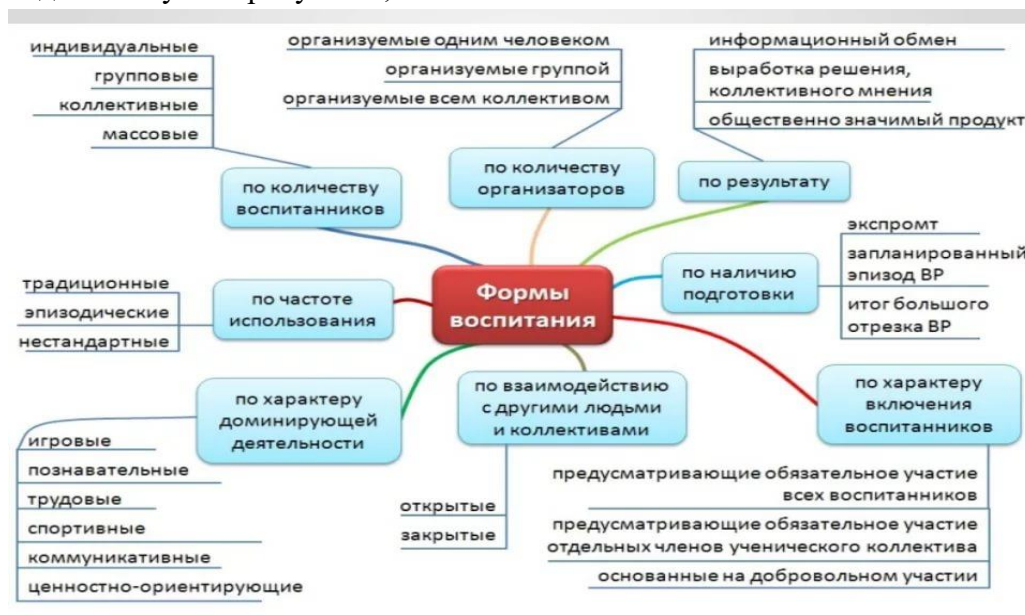 индивидуальные
групповые
коллективные
массовые
по количеству
воспитанников
организуемые одним человеком
организуемые группой
организуемые всем коллективом
по количеству
организаторов
информационный обмен
выработка решения,
коллективного мнения
общественно значимый продукт
по результату
экспромт
запланированный
эпизод ВР
итог большого
отрезка ВР
по наличию
подготовки
Формы
воспитания
традиционные
эпизодические
нестандартные
по частоте
использования
по характеру
доминирующей
деятельности
игровые
познавательные
трудовые
спортивные
коммуникативные
ценностно-ориентирующие
по взаимодействию
с другими людьми
и коллективами
открытые
закрытые
по характеру
включения
воспитанников
предусматривающие обязательное участие
всех воспитанников
предусматривающие обязательное участие
отдельных членов ученического коллектива
основанные на добровольном участии